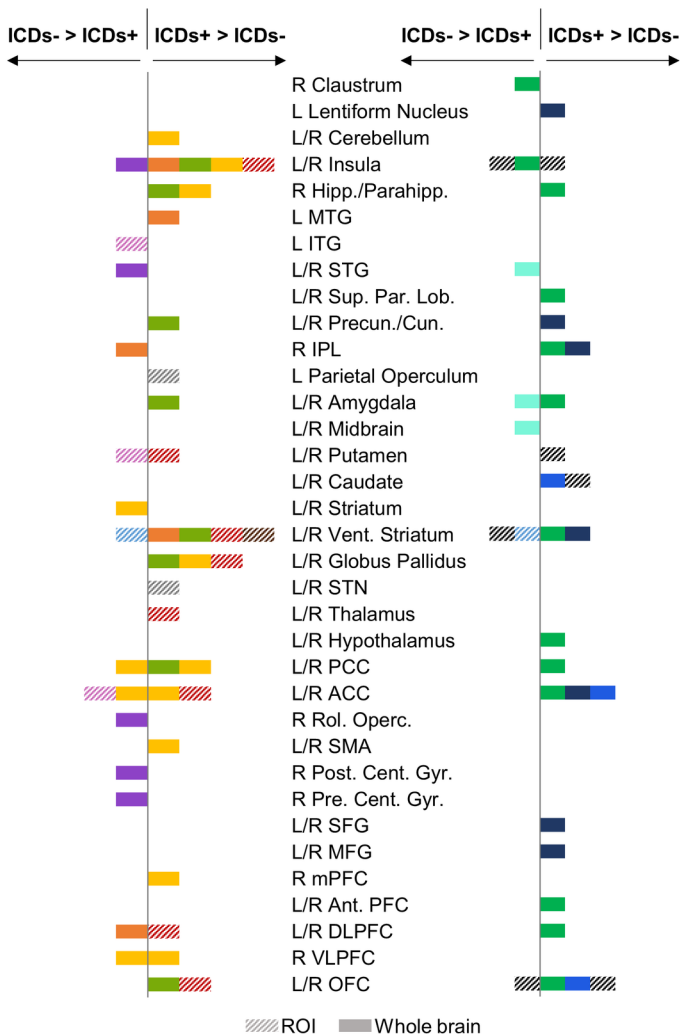 ICDs- > ICDs+ ICDs+ > ICDs- ICDs- > ICDs+ ICDs+ > ICDs-
R Claustrum
L Lentiform Nucleus
L/R Cerebellum
L/R Insula
R Hipp./Parahipp.
L MTG
L ITG
L/R STG
L/R Sup. Par. Lob.
L/R Precun./Cun.
R IPL
L Parietal Operculum
L/R Amygdala
L/R Midbrain
L/R Putamen
L/R Caudate
L/R Striatum
L/R Vent. Striatum
L/R Globus Pallidus
L/R STN
L/R Thalamus
L/R Hypothalamus
L/R PCC
L/R ACC
R Rol. Operc.
L/R SMA
R Post. Cent. Gyr.
R Pre. Cent. Gyr.
L/R SFG
L/R MFG
R mPFC
L/R Ant. PFC
L/R DLPFC
R VLPFC
L/R OFC
ROI Whole brain